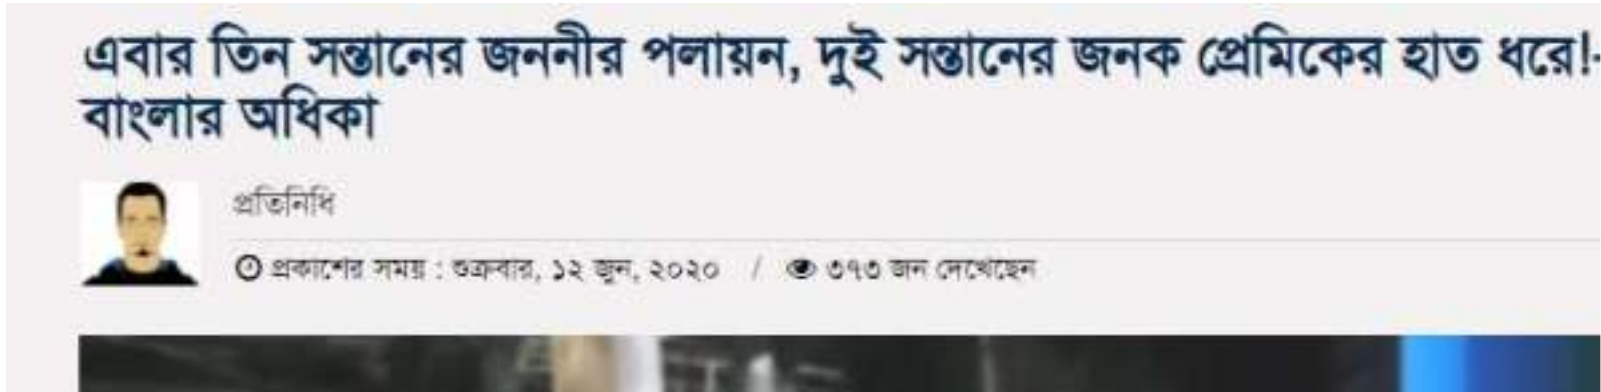 এবার তিন সন্তানের জননীর পলায়ন, দুই সন্তানের জনক প্রেমিকের হাত ধরে!-
বাংলার অধিকা
প্রতিনিধি
প্রকাশের সময় : শুক্রবার, ১২ জুন, ২০২০ / ৩৭৩ জন দেখেছেন